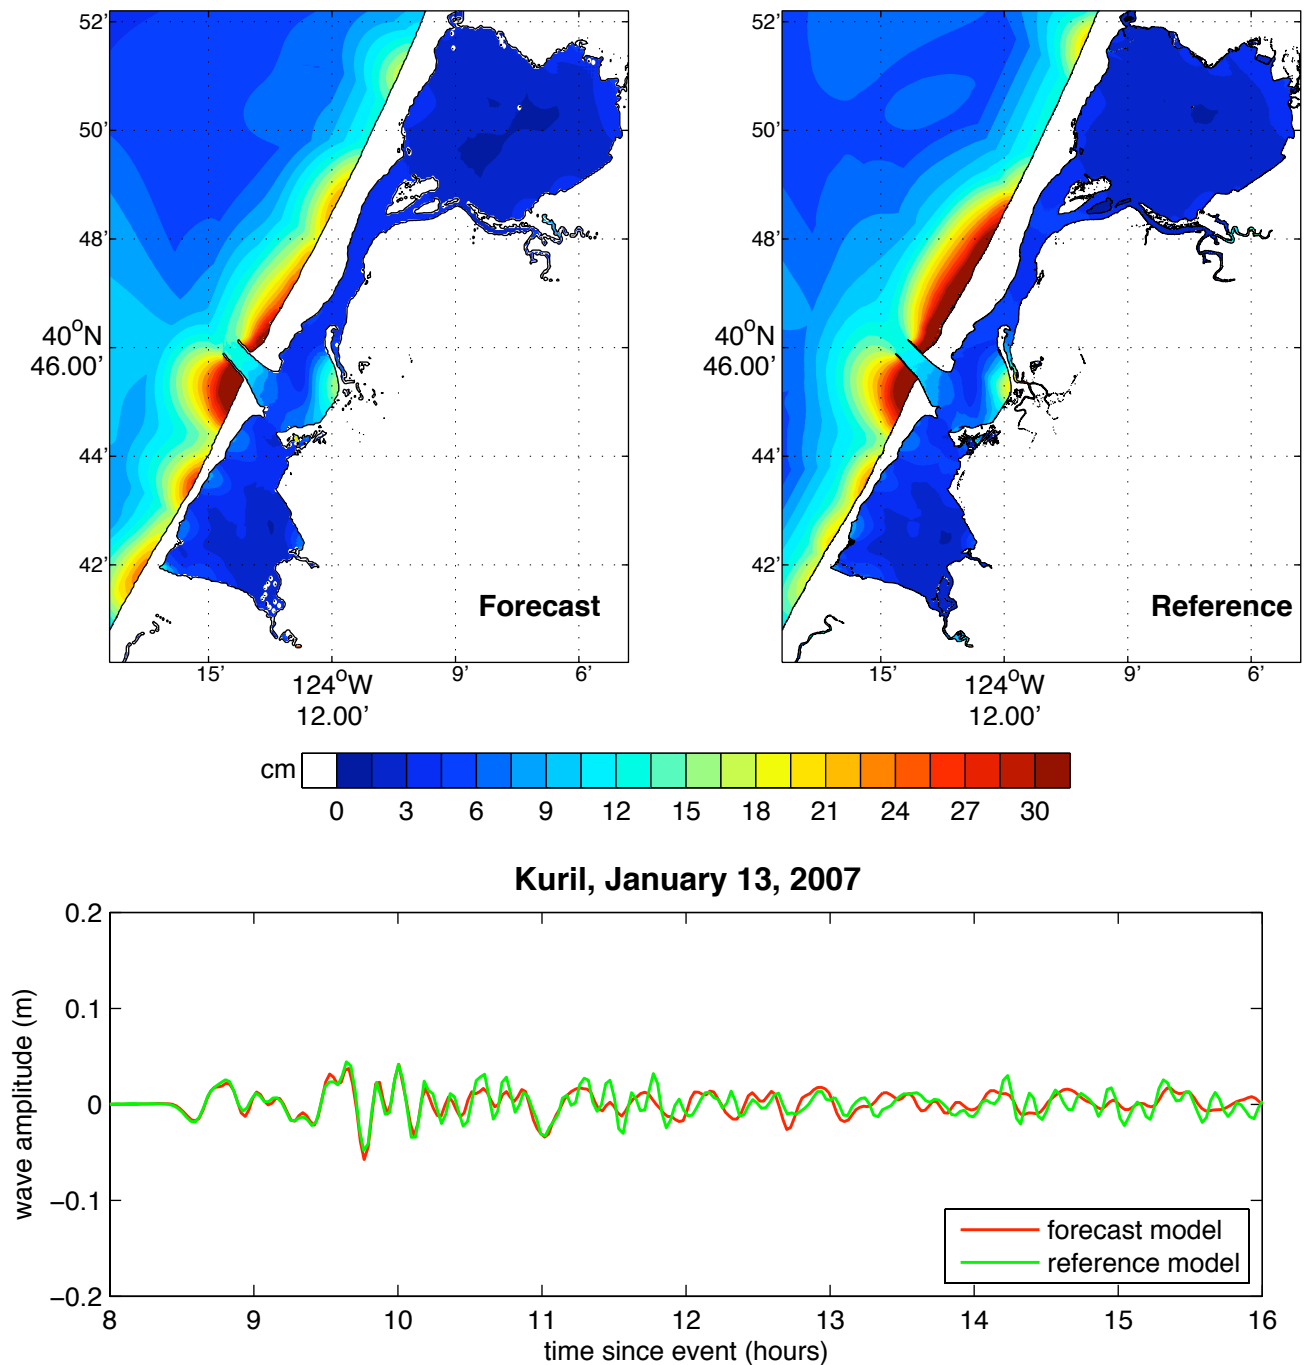 52'
50'
48'
40°N
46.00'
44'
42'
Forecast
15'
124°W
12.00'
9'
6'
52'
50'
48'
40°N
46.00'
44'
42'
Reference
15'
124°W
12.00'
9'
6'
cm
0 3 6 9 12 15 18 21 24 27 30
Kuril, January 13, 2007
wave amplitude (m)
0.2
0.1
0
−0.1
−0.2
forecast model
reference model
8 9 10 11 12 13 14 15 16
time since event (hours)